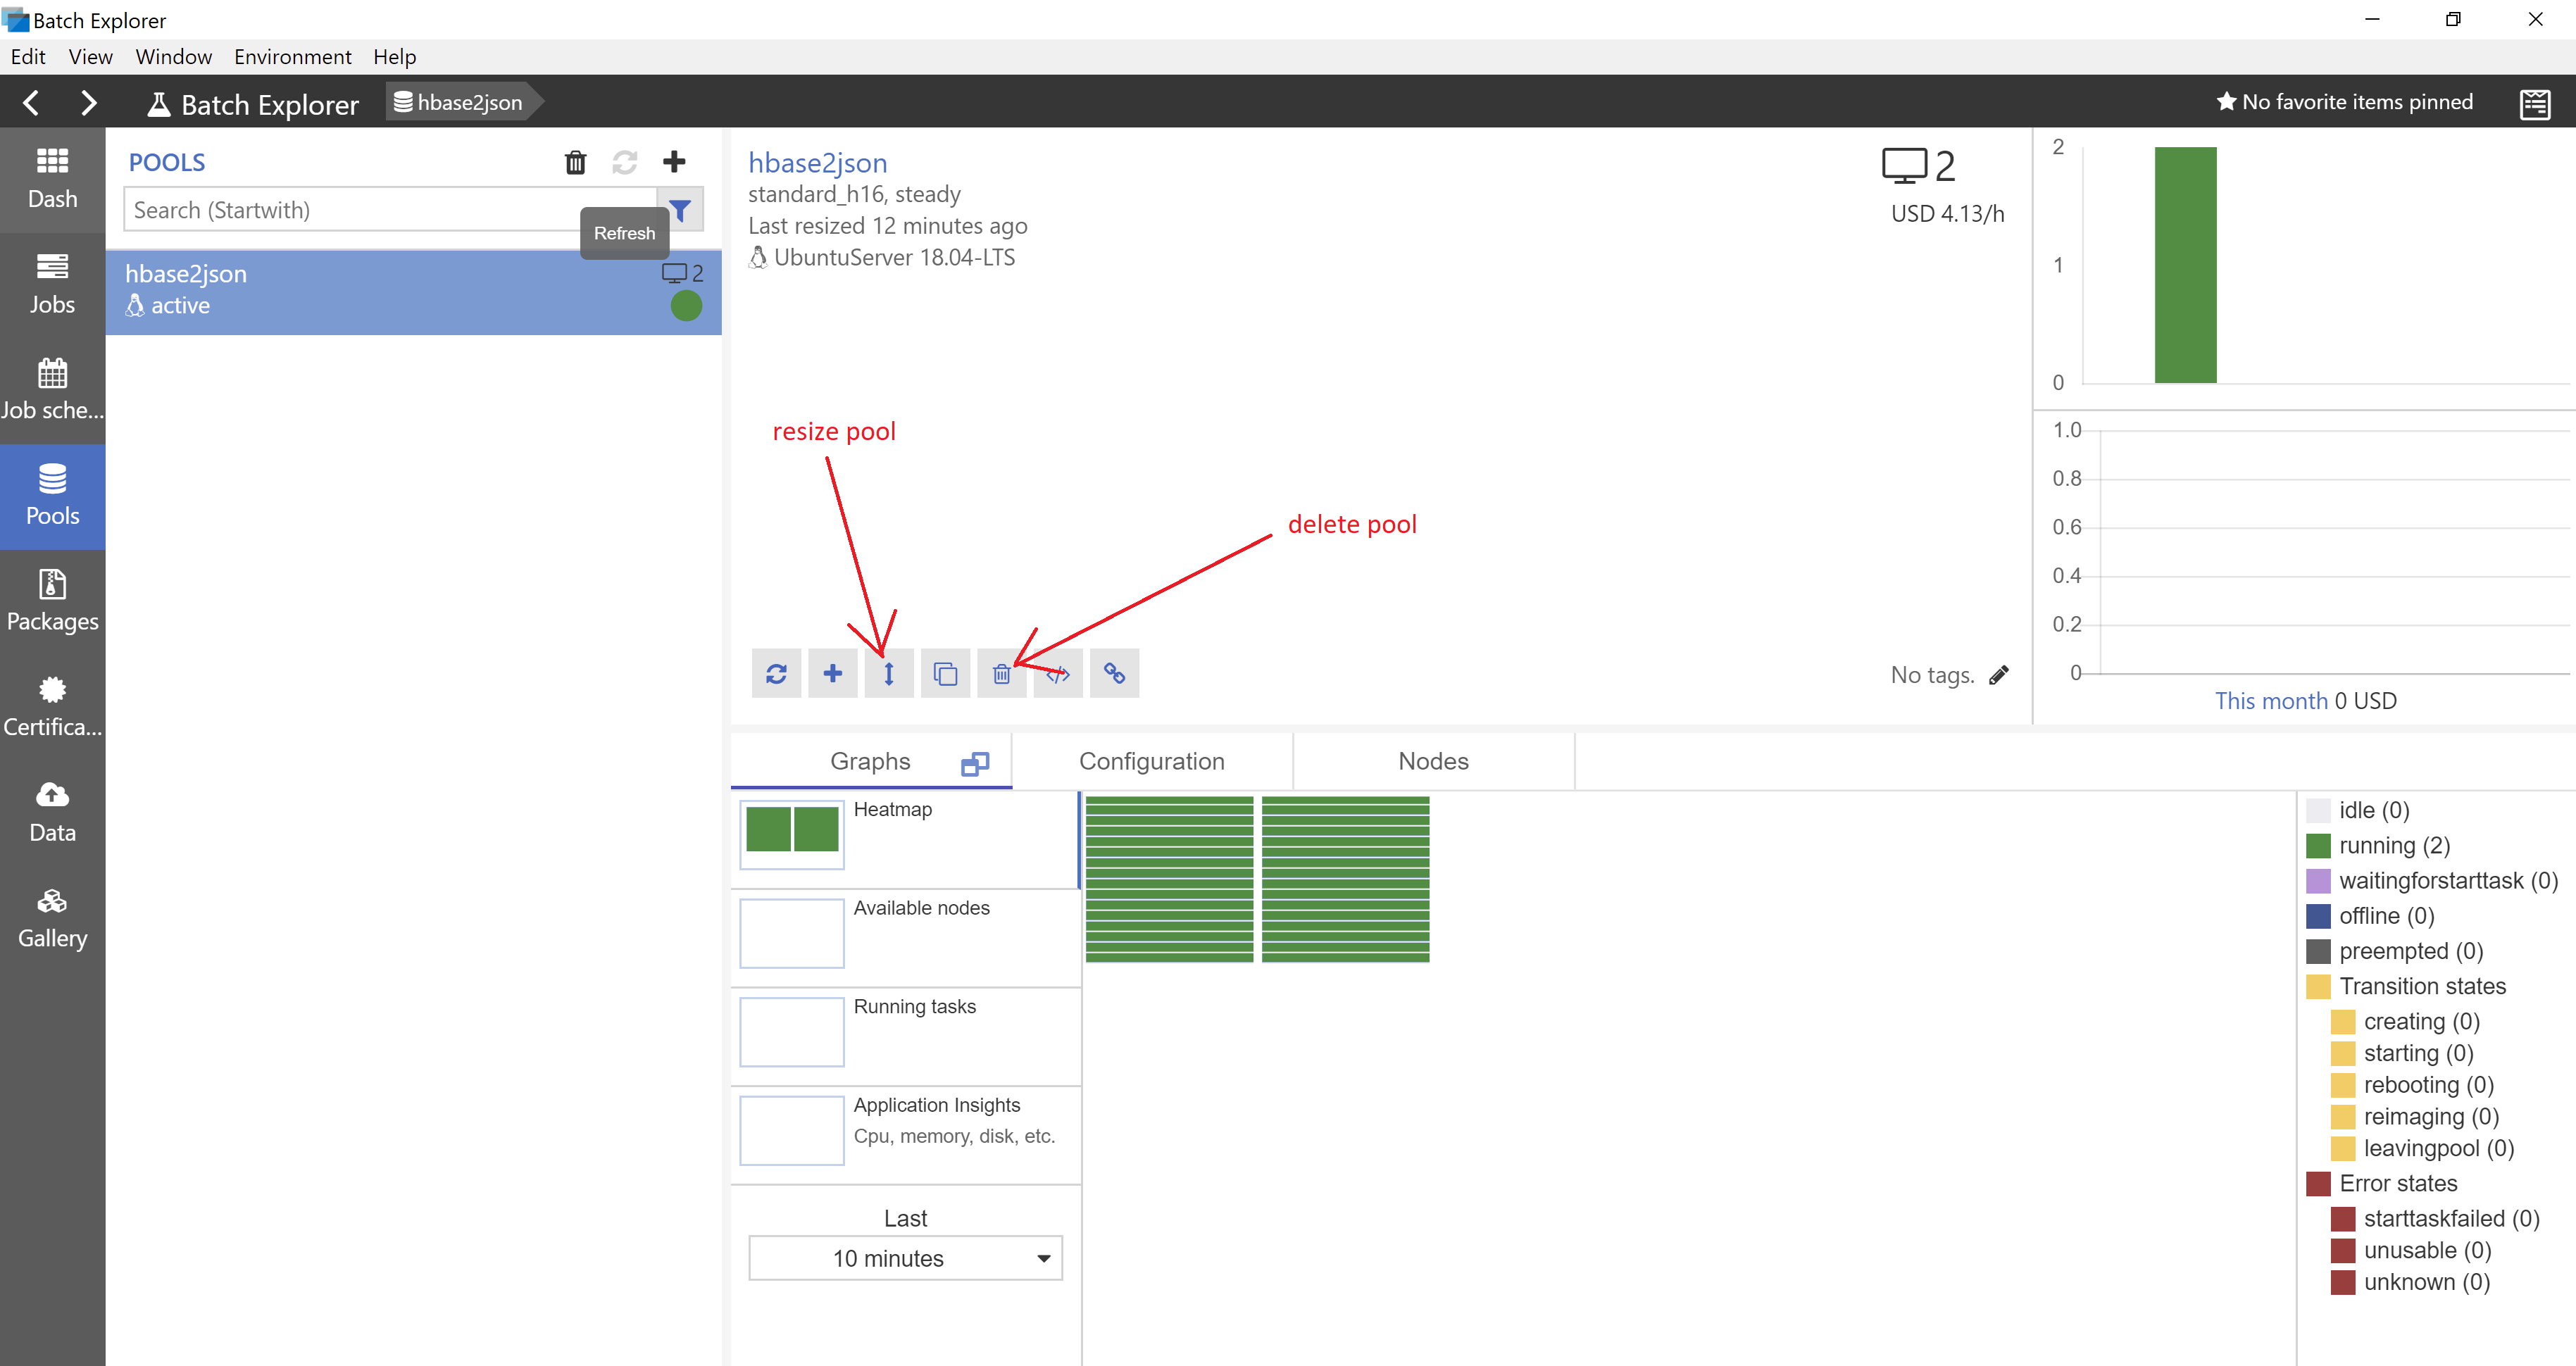 Batch Explorer
Edit View Window Environment Help
Batch Explorer hbase2json No favorite items pinned
Dash
Jobs
Job sche...
Pools
Packages
Certifica...
Data
Gallery
POOLS
Search (Startwith)
Refresh
hbase2json 2
active
hbase2json
standard_h16, steady
Last resized 12 minutes ago
UbuntuServer 18.04-LTS
2
USD 4.13/h
resize pool
delete pool
No tags.
2
1
0
1.0
0.8
0.6
0.4
0.2
0
This month 0 USD
Graphs Configuration Nodes
Heatmap
Available nodes
Running tasks
Application Insights
Cpu, memory, disk, etc.
Last
10 minutes
idle (0)
running (2)
waitingforstarttask (0)
offline (0)
preempted (0)
Transition states
creating (0)
starting (0)
rebooting (0)
reimaging (0)
leavingpool (0)
Error states
starttaskfailed (0)
unusable (0)
unknown (0)